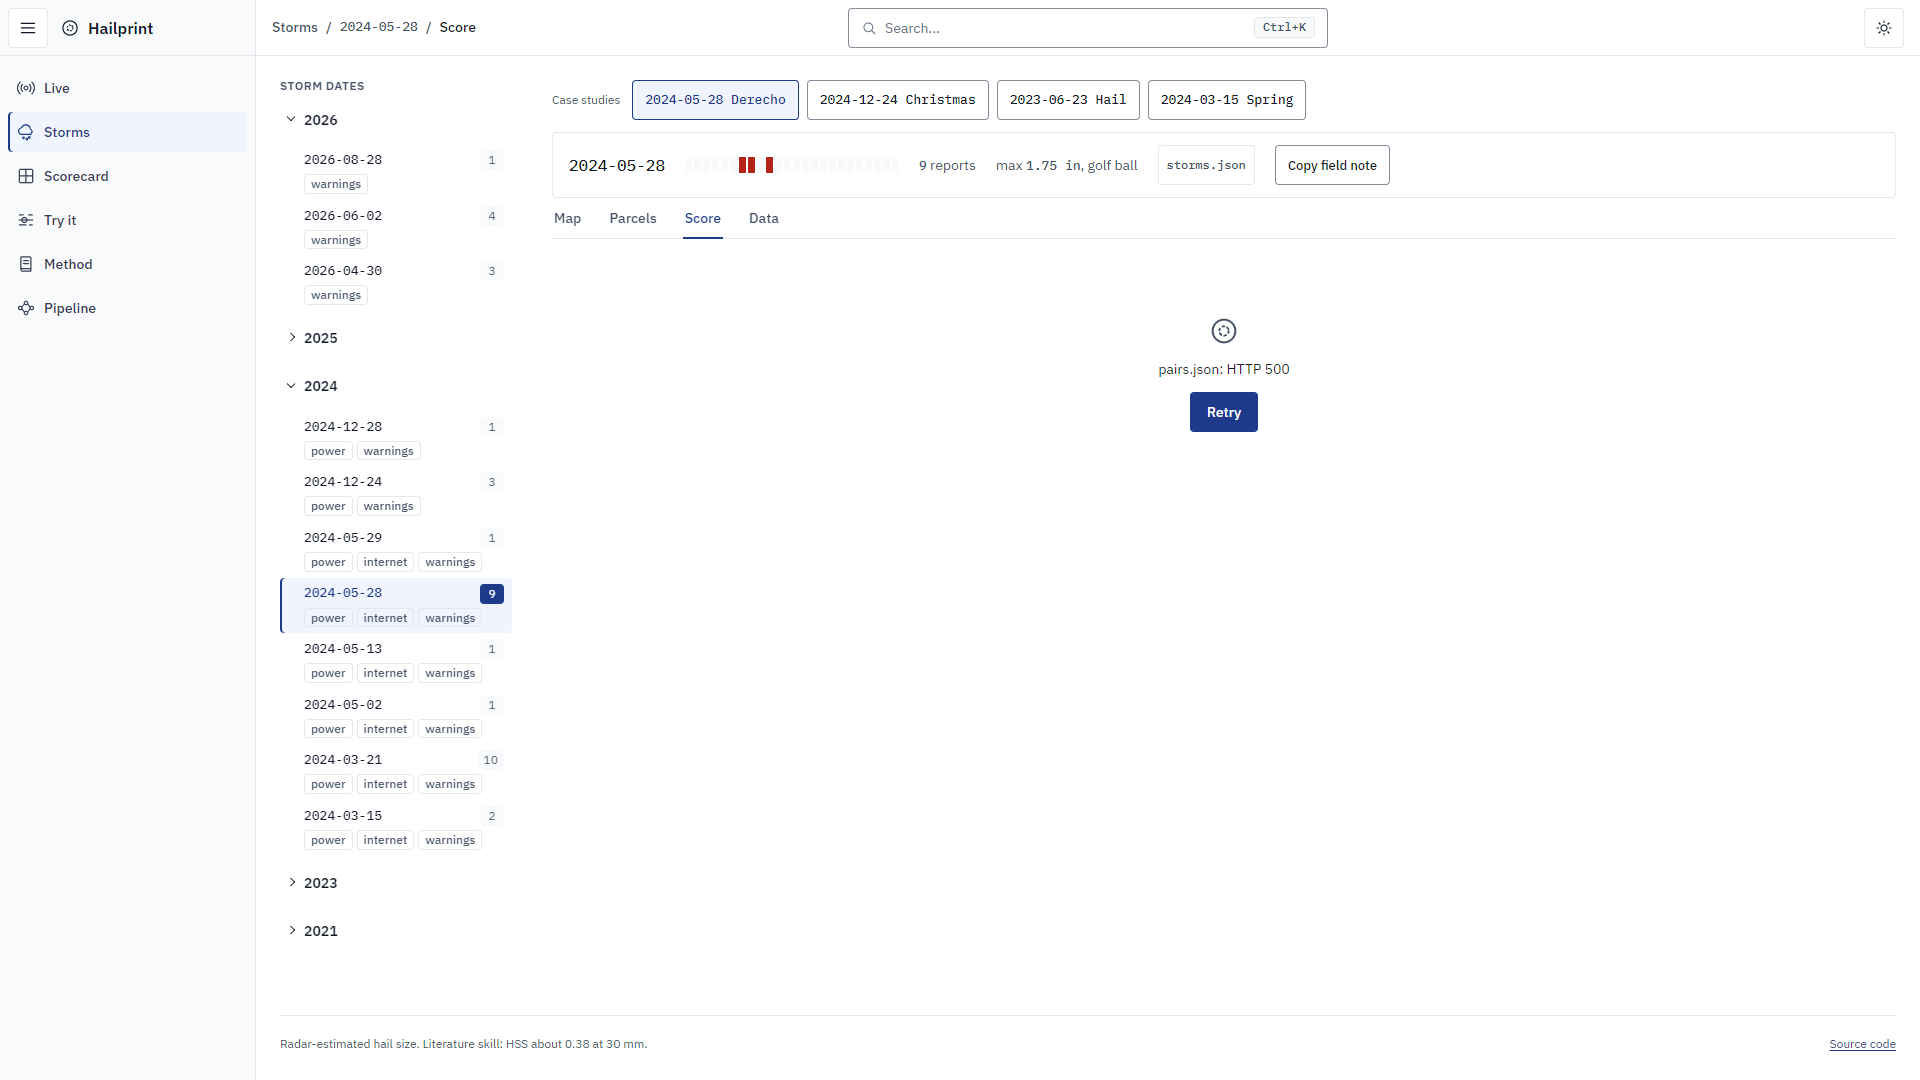 Hailprint
Storms / 2024-05-28 / Score
Search...
Ctrl+K
Live
Storms
Scorecard
Try it
Method
Pipeline
STORM DATES
2026
2026-08-28 1
warnings
2026-06-02 4
warnings
2026-04-30 3
warnings
2025
2024
2024-12-28 1
power warnings
2024-12-24 3
power warnings
2024-05-29 1
power internet warnings
2024-05-28 9
power internet warnings
2024-05-13 1
power internet warnings
2024-05-02 1
power internet warnings
2024-03-21 10
power internet warnings
2024-03-15 2
power internet warnings
2023
2021
Case studies 2024-05-28 Derecho 2024-12-24 Christmas 2023-06-23 Hail 2024-03-15 Spring
2024-05-28 9 reports max 1.75 in, golf ball storms.json Copy field note
Map Parcels Score Data
pairs.json: HTTP 500
Retry
Radar-estimated hail size. Literature skill: HSS about 0.38 at 30 mm.
Source code